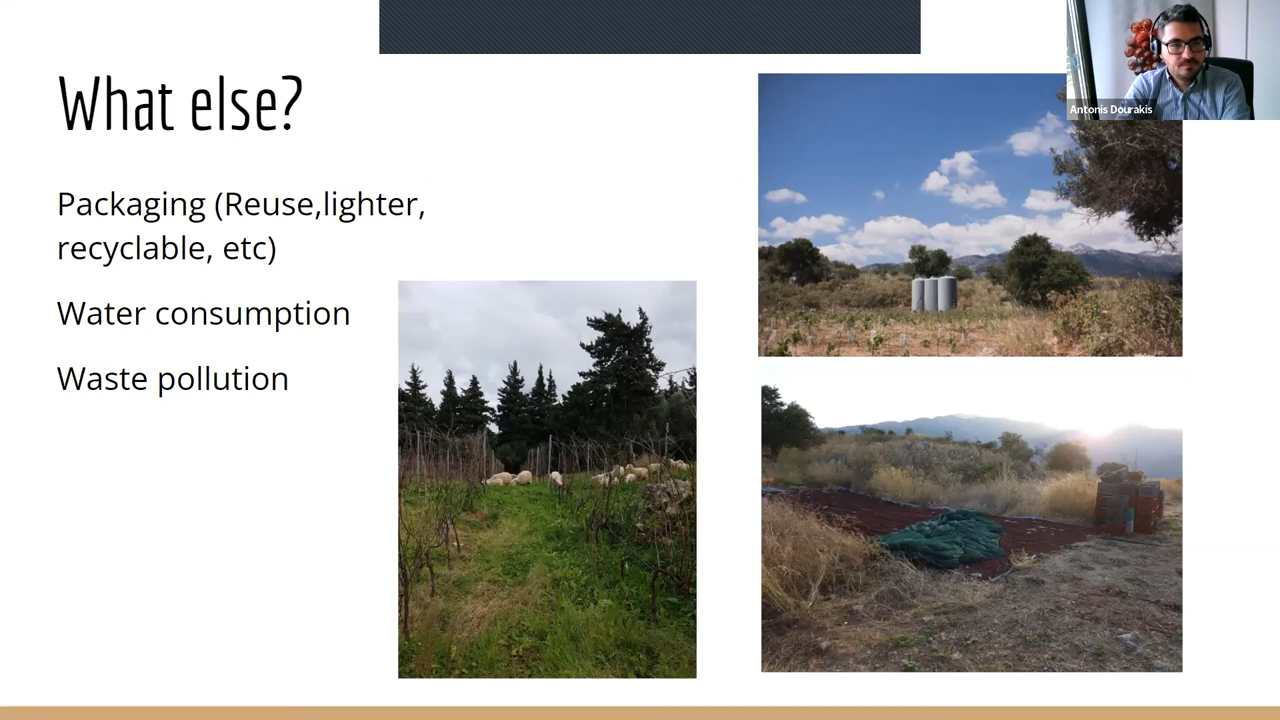 What else?
Packaging (Reuse,lighter,
recyclable, etc)
Water consumption
Waste pollution
Antonis Dourakis